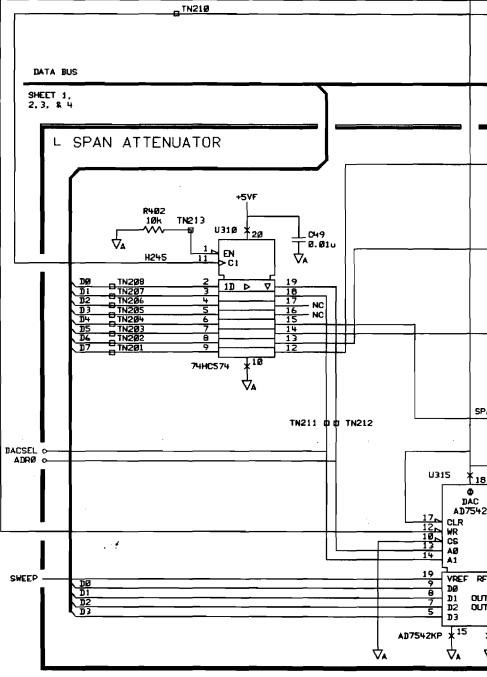 TN210
DATA BUS
SHEET 1,
2,3, & 4
L SPAN ATTENUATOR
+5VF
R402
10k
TN213
U310
20
C49
0.01u
A
A
1
EN
H245
11
C1
D0 TN208 2 1D 19
D1 TN207 3 18
D2 TN206 4 17 NC
D3 TN205 5 16 NC
D4 TN204 6 15
D5 TN203 7 14
D6 TN202 8 13
D7 TN201 9 12
74HC574
10
A
TN211
TN212
SP
DACSEL
ADR0
U315
18
Φ
DAC
AD7542
17 CLR
12 WR
10 CS
13 A0
14 A1
SWEEP
19 VREF RF
D0 9 D0
D1 8 D1 OUT
D2 7 D2 OUT
D3 5 D3
AD7542KP
15
A
A